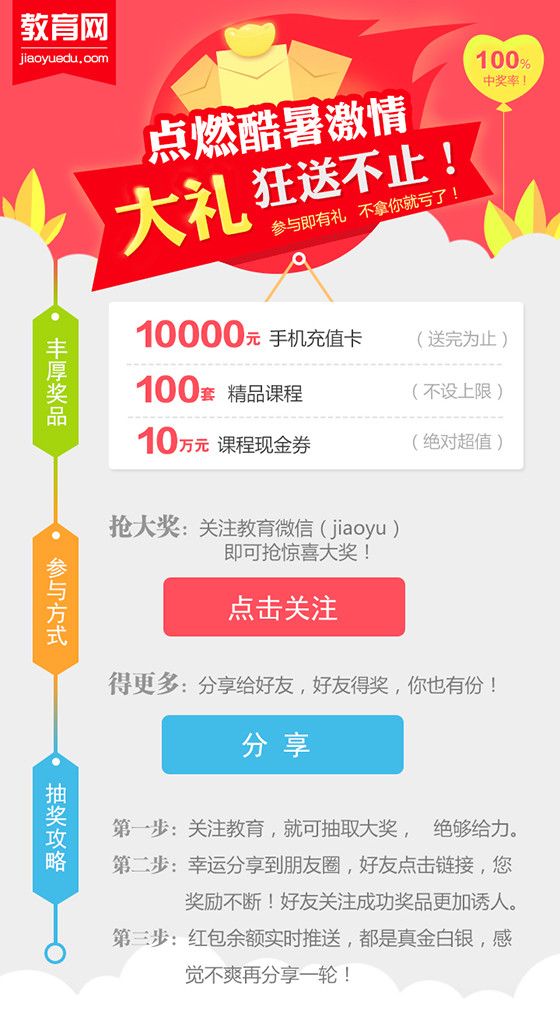 教育网
jiaoyuedu.com
100%
中奖率！
点燃酷暑激情
大礼狂送不止！
参与即有礼 不拿你就亏了！
丰厚奖品
10000元 手机充值卡 （送完为止）
100套 精品课程 （不设上限）
10万元 课程现金券 （绝对超值）
参与方式
抢大奖：关注教育微信（jiaoyu）
即可抢惊喜大奖！
点击关注
得更多：分享给好友，好友得奖，你也有份！
分 享
抽奖攻略
第一步：关注教育，就可抽取大奖， 绝够给力。
第二步：幸运分享到朋友圈，好友点击链接，您
奖励不断！好友关注成功奖品更加诱人。
第三步：红包余额实时推送，都是真金白银，感
觉不爽再分享一轮！